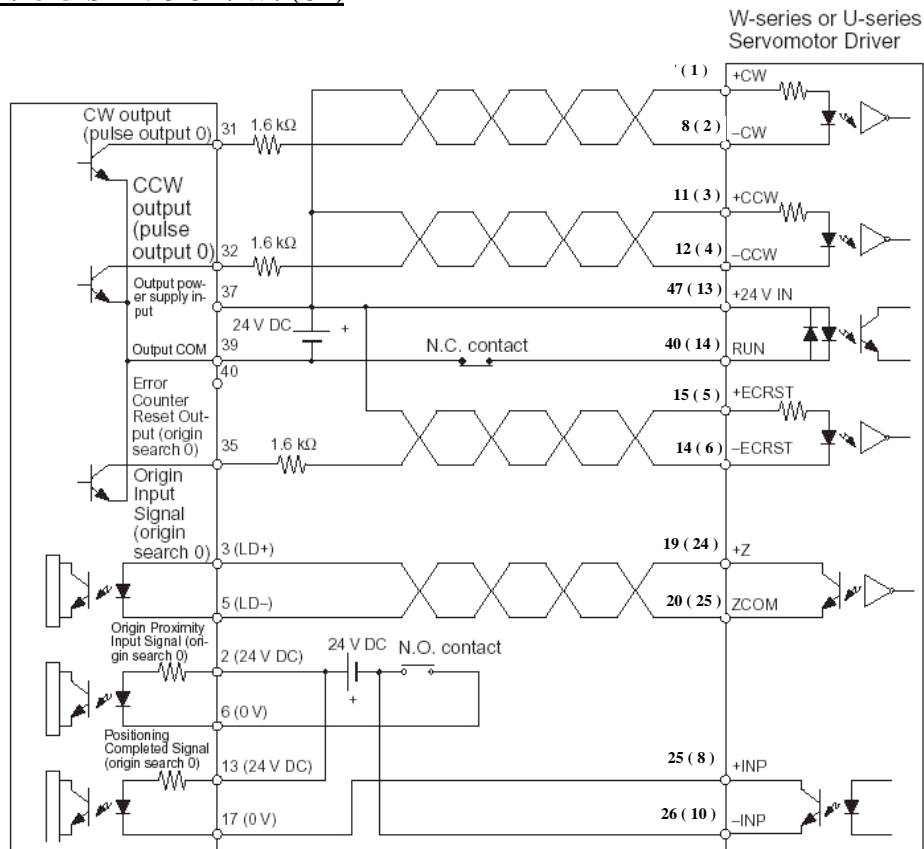 W-series or U-series
Servomotor Driver
CW output
(pulse output 0)
31
1.6 kΩ
( 1 )
+CW
8 ( 2 )
–CW
CCW
output
(pulse
output 0)
32
1.6 kΩ
11 ( 3 )
+CCW
12 ( 4 )
–CCW
Output pow-
er supply in-
put
37
47 ( 13 )
+24 V IN
24 V DC
+
Output COM
39
N.C. contact
40 ( 14 )
RUN
40
Error
Counter
Reset Out-
put (origin
search 0)
35
1.6 kΩ
15 ( 5 )
+ECRST
14 ( 6 )
–ECRST
Origin
Input
Signal
(origin
search 0)
3 (LD+)
19 ( 24 )
+Z
5 (LD–)
20 ( 25 )
ZCOM
Origin Proximity
Input Signal (ori-
gin search 0)
2 (24 V DC)
24 V DC
N.O. contact
+
6 (0 V)
Positioning
Completed Signal
(origin search 0)
13 (24 V DC)
25 ( 8 )
+INP
17 (0 V)
26 ( 10 )
–INP